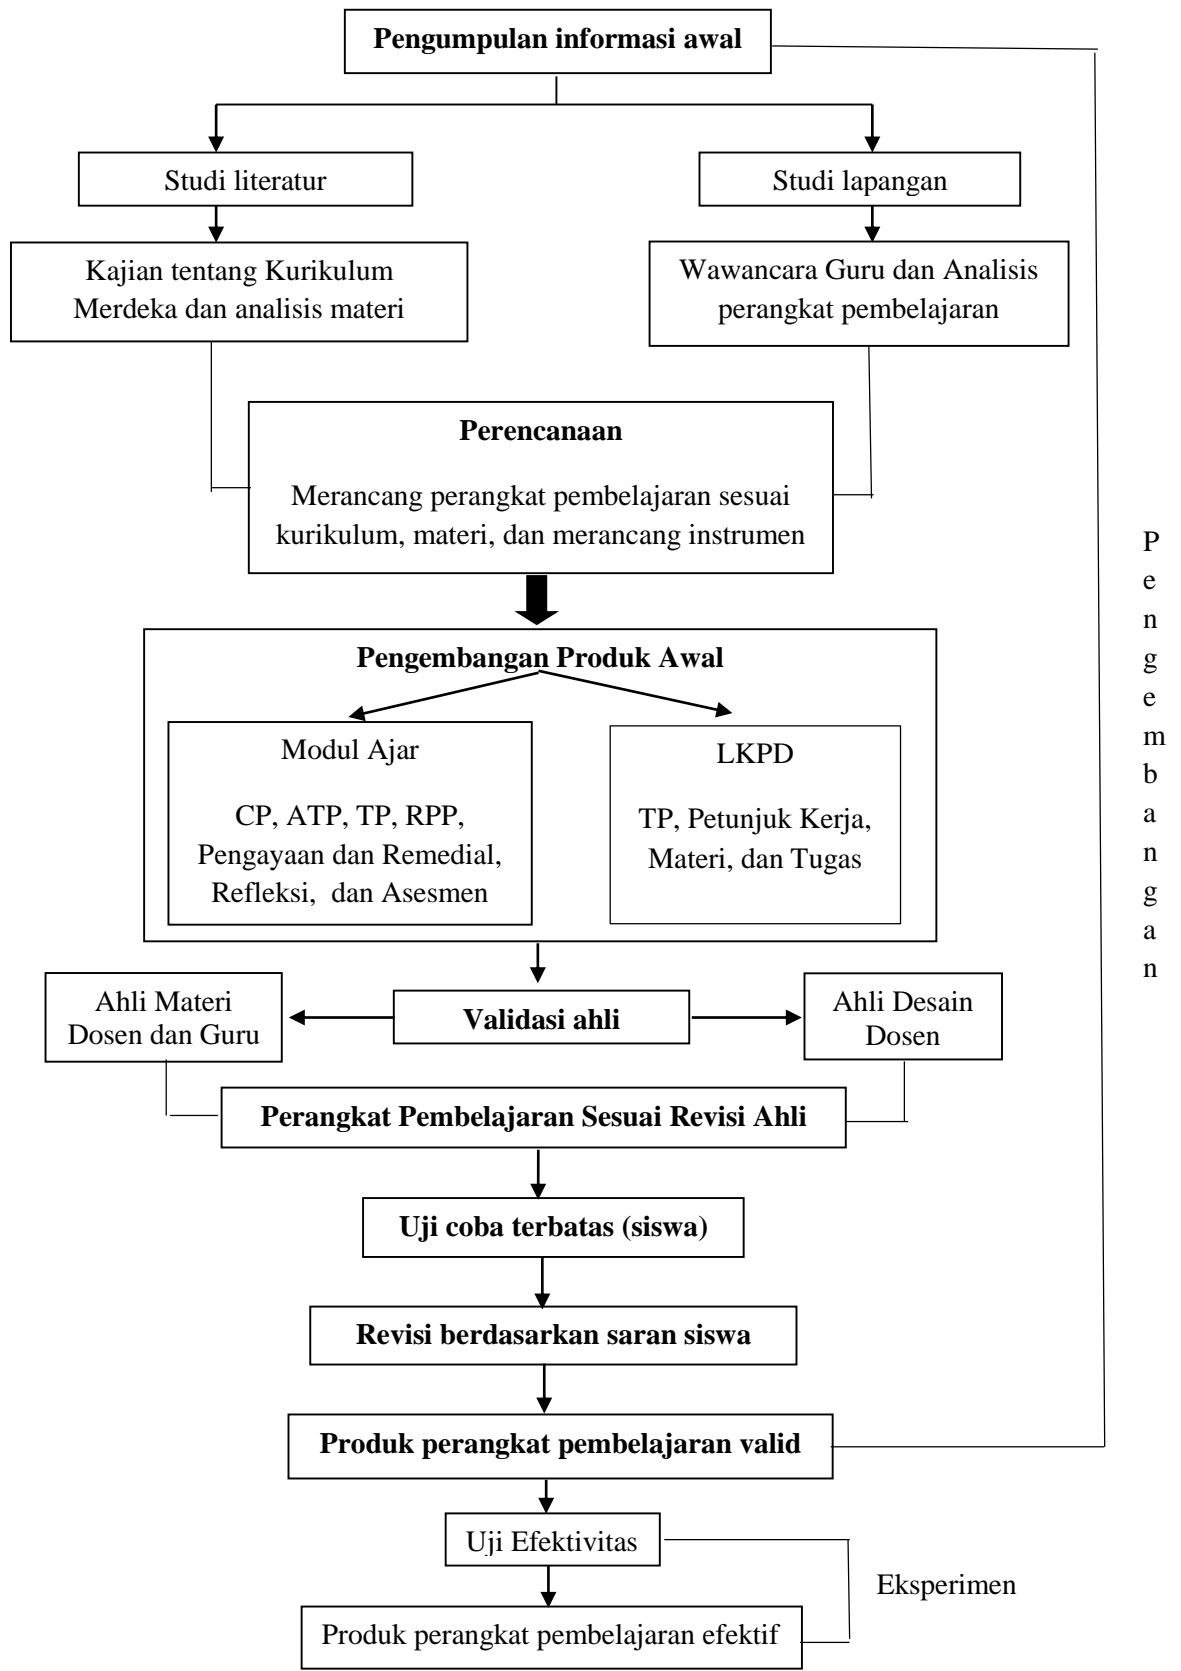 Pengumpulan informasi awal
Studi literatur
Studi lapangan
Kajian tentang Kurikulum
Merdeka dan analisis materi
Wawancara Guru dan Analisis
perangkat pembelajaran
Perencanaan
Merancang perangkat pembelajaran sesuai
kurikulum, materi, dan merancang instrumen
Pengembangan Produk Awal
Modul Ajar
CP, ATP, TP, RPP,
Pengayaan dan Remedial,
Refleksi, dan Asesmen
LKPD
TP, Petunjuk Kerja,
Materi, dan Tugas
Validasi ahli
Ahli Materi
Dosen dan Guru
Ahli Desain
Dosen
Perangkat Pembelajaran Sesuai Revisi Ahli
Uji coba terbatas (siswa)
Revisi berdasarkan saran siswa
Produk perangkat pembelajaran valid
Pengembangan
Uji Efektivitas
Produk perangkat pembelajaran efektif
Eksperimen